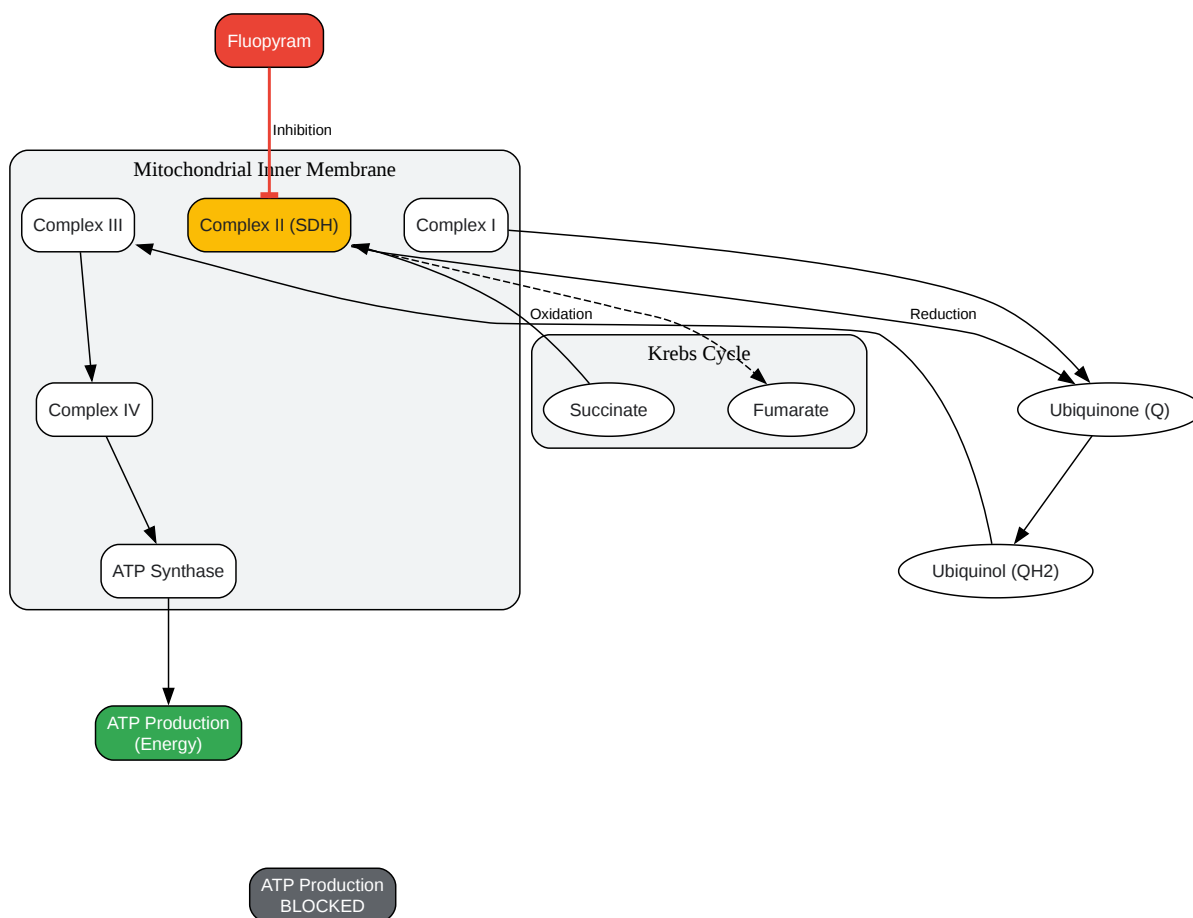 Fluopyram
Inhibition
Mitochondrial Inner Membrane
Complex III
Complex II (SDH)
Complex I
Oxidation
Reduction
Krebs Cycle
Complex IV
Succinate
Fumarate
Ubiquinone (Q)
ATP Synthase
Ubiquinol (QH2)
ATP Production
(Energy)
ATP Production
BLOCKED